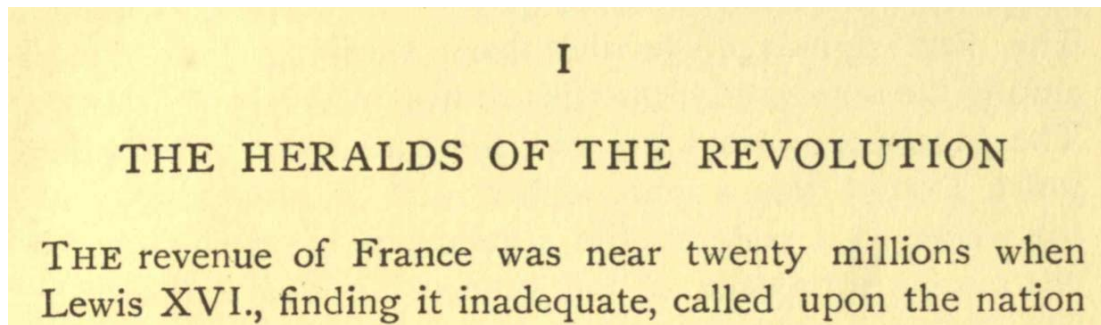 I
THE HERALDS OF THE REVOLUTION
THE revenue of France was near twenty millions when
Lewis XVI., finding it inadequate, called upon the nation